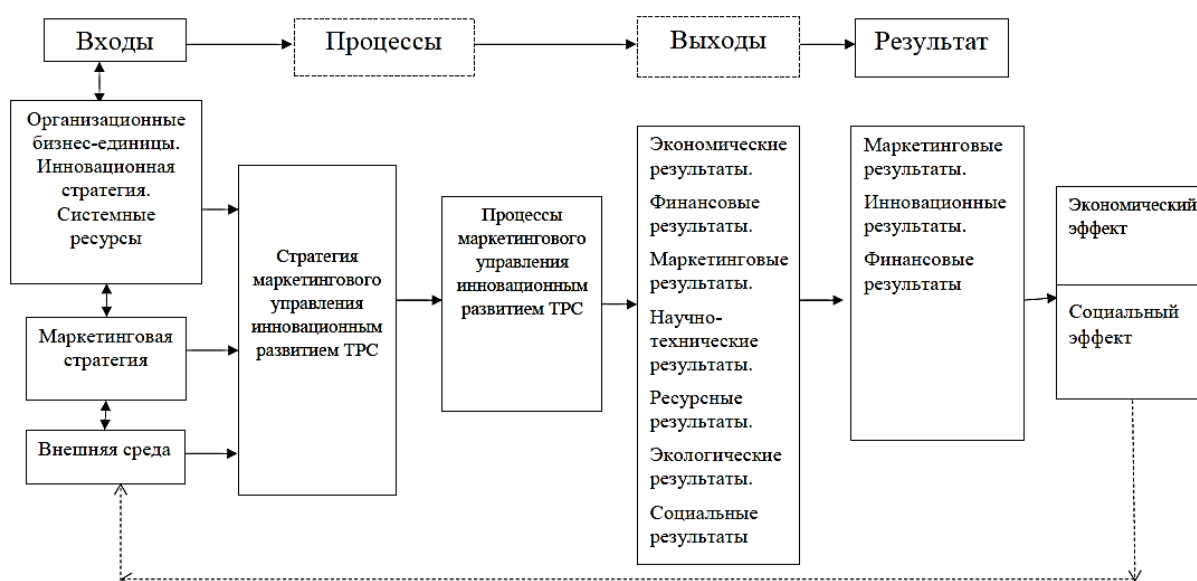 Входы
Процессы
Выходы
Результат
Организационные
бизнес-единицы.
Инновационная
стратегия.
Системные
ресурсы
Маркетинговая
стратегия
Внешняя среда
Стратегия
маркетингового
управления
инновационным
развитием ТРС
Процессы
маркетингового
управления
инновационным
развитием ТРС
Экономические
результаты.
Финансовые
результаты.
Маркетинговые
результаты.
Научно-
технические
результаты.
Ресурсные
результаты.
Экологические
результаты.
Социальные
результаты
Маркетинговые
результаты.
Инновационные
результаты.
Финансовые
результаты
Экономический
эффект
Социальный
эффект